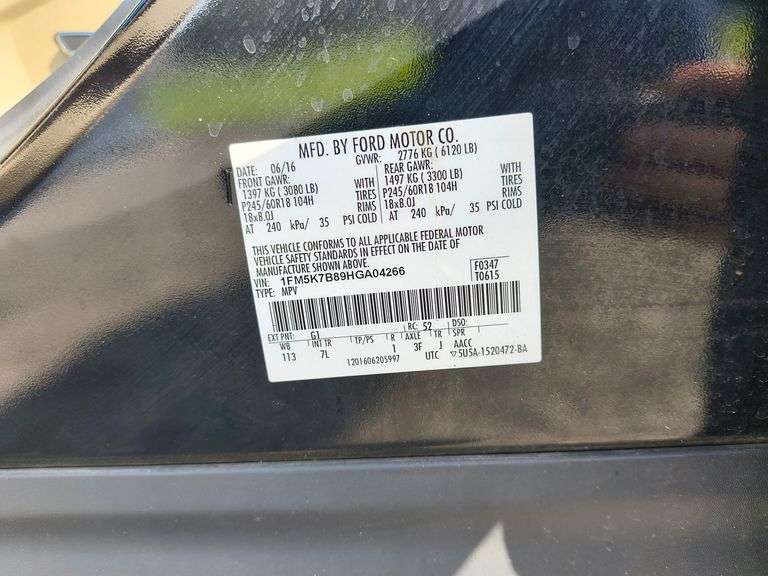 MFD. BY FORD MOTOR CO.
DATE: 06/16 GVWR: 2776 KG ( 6120 LB)
FRONT GAWR: REAR GAWR:
1397 KG ( 3080 LB) WITH 1497 KG ( 3300 LB) WITH
P245/60R18 104H TIRES P245/60R18 104H TIRES
18x8.0J RIMS 18x8.0J RIMS
AT 240 kPa/ 35 PSI COLD AT 240 kPa/ 35 PSI COLD
THIS VEHICLE CONFORMS TO ALL APPLICABLE FEDERAL MOTOR
VEHICLE SAFETY STANDARDS IN EFFECT ON THE DATE OF
MANUFACTURE SHOWN ABOVE.
VIN: 1FM5K7B89HGA04266 F0347
TYPE: MPV T0615
EXT PNT: G1 RC: 52 DSO:
WB INT TR TP/PS R AXLE TR SPR
113 7L 1 3F J AACC
1201606205997 UTC ▽5U5A-1520472-BA